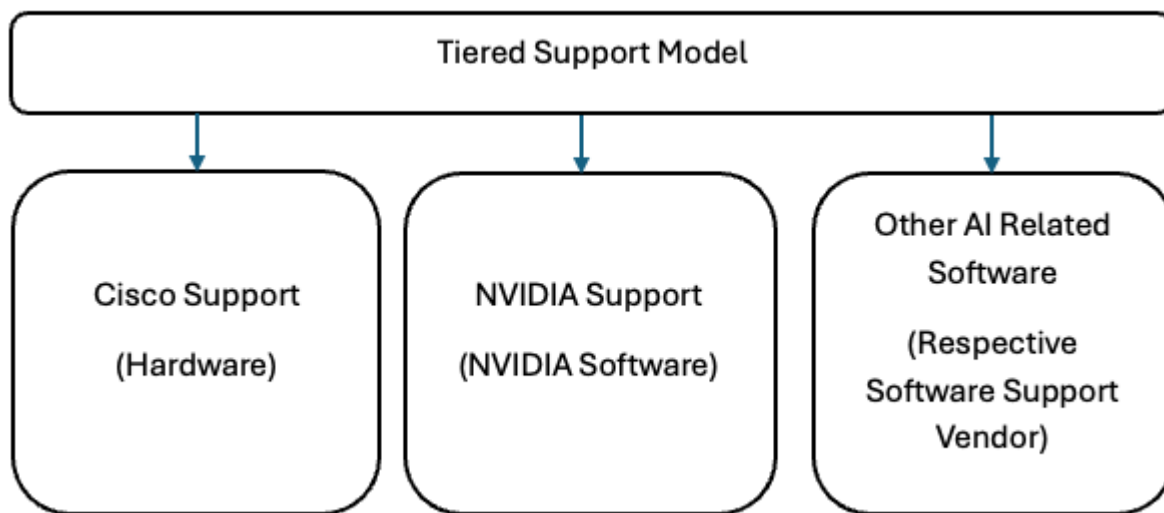 Tiered Support Model
Cisco Support
(Hardware)
NVIDIA Support
(NVIDIA Software)
Other AI Related
Software
(Respective
Software Support
Vendor)